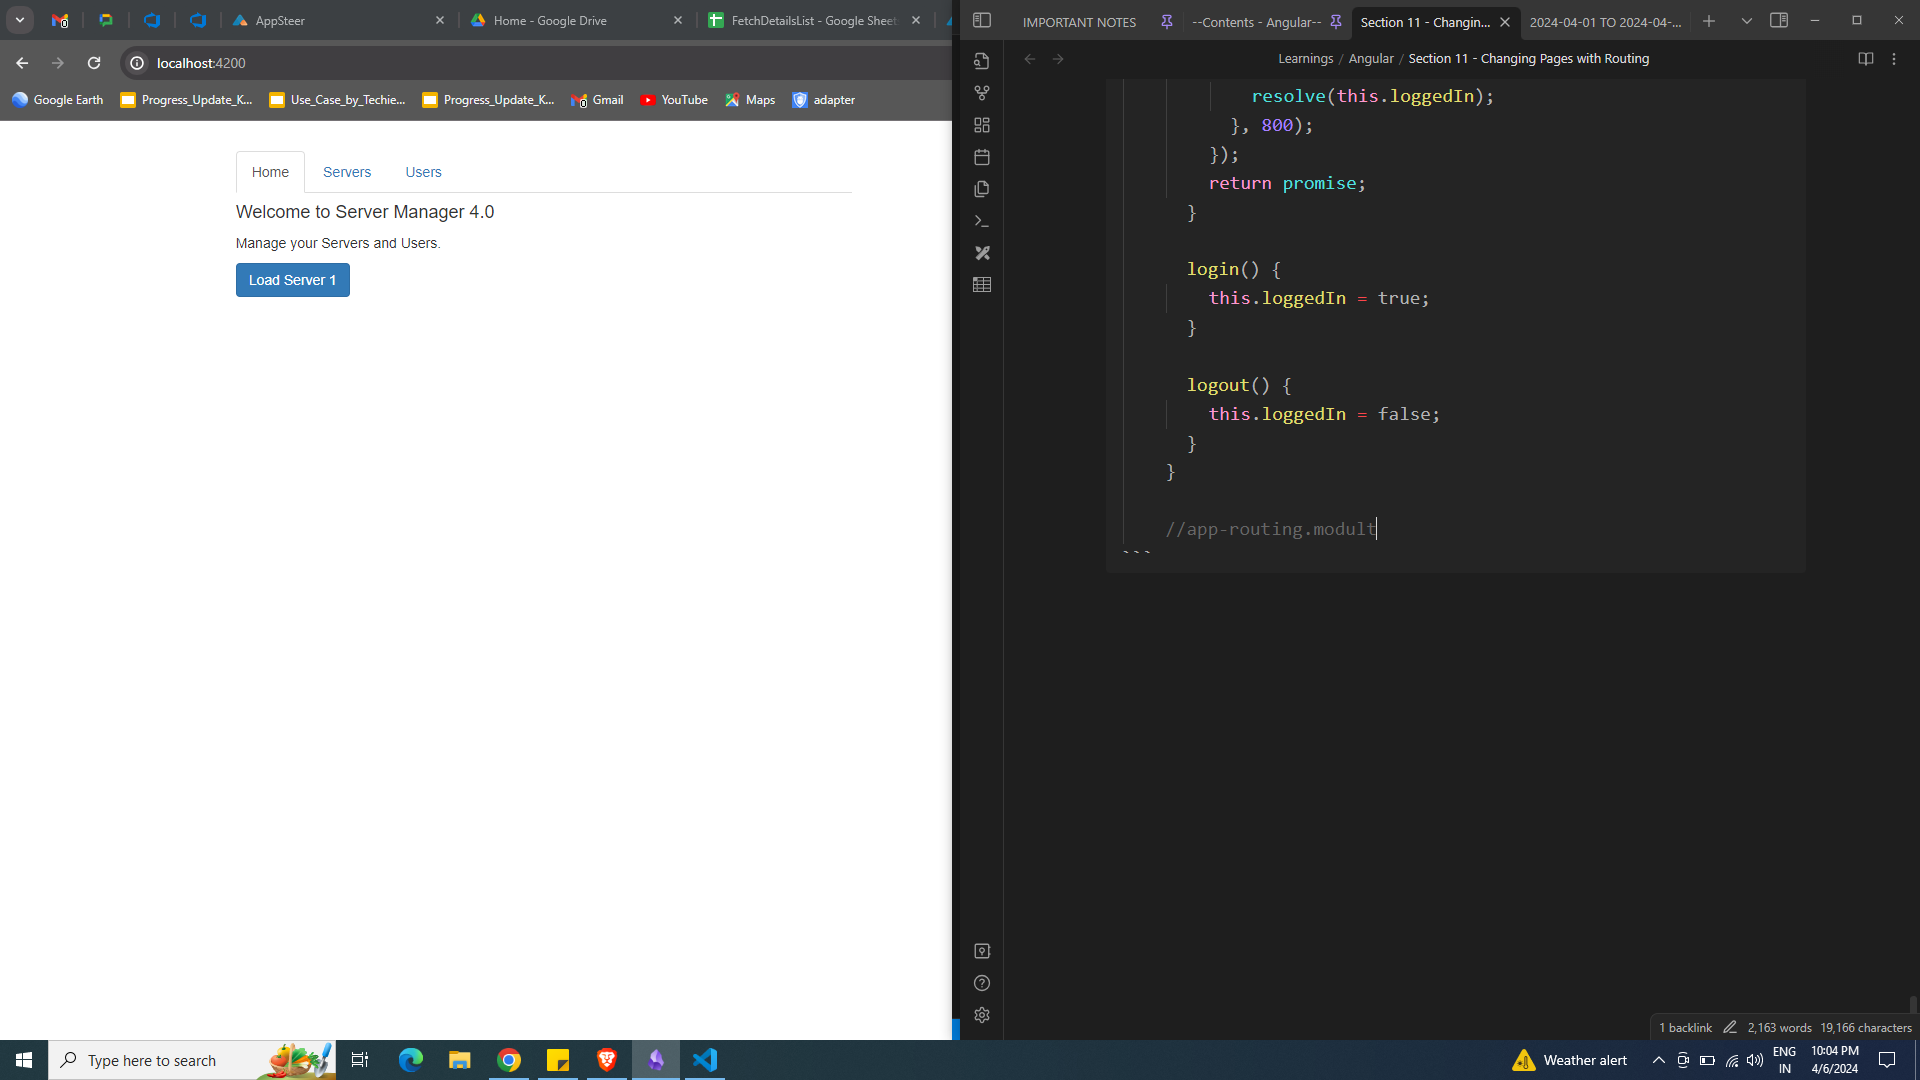 AppSteer
Home - Google Drive
FetchDetailsList - Google Sheet
localhost:4200
Google Earth
Progress_Update_K...
Use_Case_by_Techie...
Progress_Update_K...
Gmail
YouTube
Maps
adapter
Home
Servers
Users
Welcome to Server Manager 4.0
Manage your Servers and Users.
Load Server 1
IMPORTANT NOTES
--Contents - Angular--
Section 11 - Changin...
2024-04-01 TO 2024-04-...
Learnings / Angular / Section 11 - Changing Pages with Routing
resolve(this.loggedIn);
}, 800);
});
return promise;
}
login() {
this.loggedIn = true;
}
logout() {
this.loggedIn = false;
}
}
//app-routing.modult
```
1 backlink
2,163 words
19,166 characters
Type here to search
Weather alert
ENG
IN
10:04 PM
4/6/2024